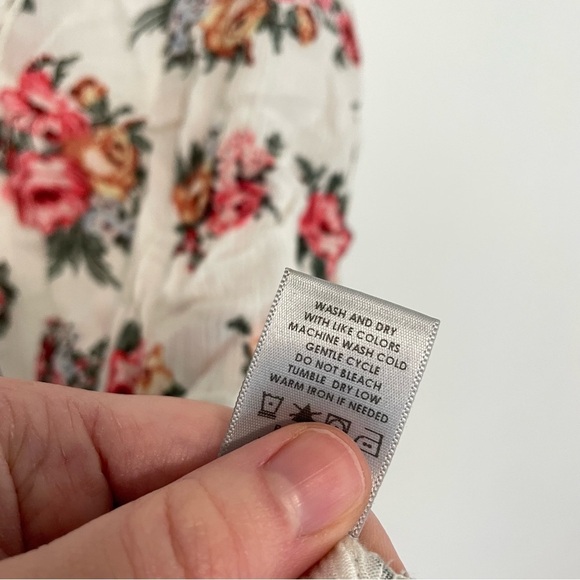 WASH AND DRY
WITH LIKE COLORS
MACHINE WASH COLD
GENTLE CYCLE
DO NOT BLEACH
TUMBLE DRY LOW
WARM IRON IF NEEDED